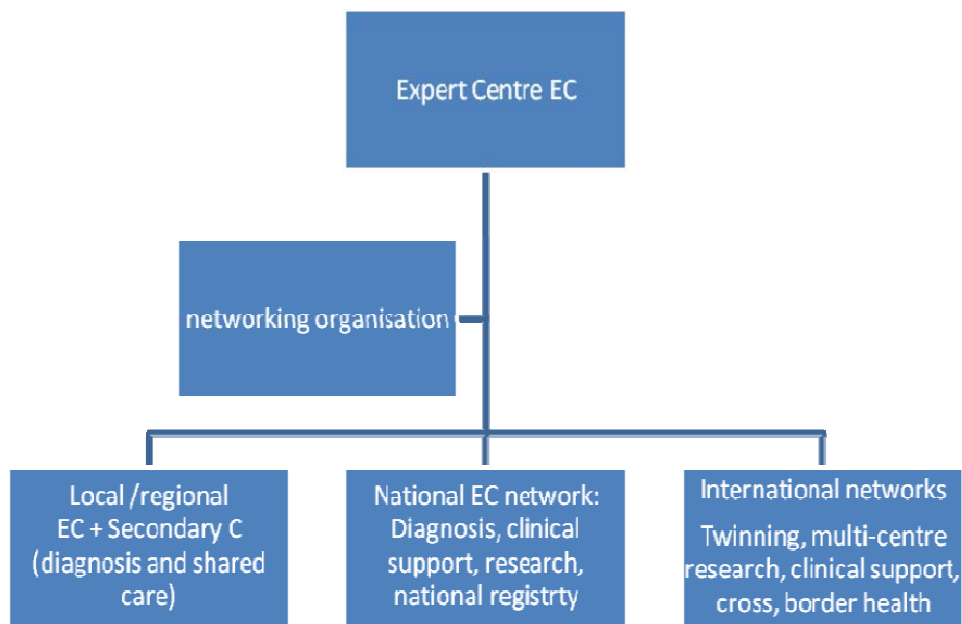 Expert Centre EC
networking organisation
Local /regional
EC + Secondary C
(diagnosis and shared
care)
National EC network:
Diagnosis, clinical
support, research,
national registrty
International networks
Twinning, multi-centre
research, clinical support,
cross, border health